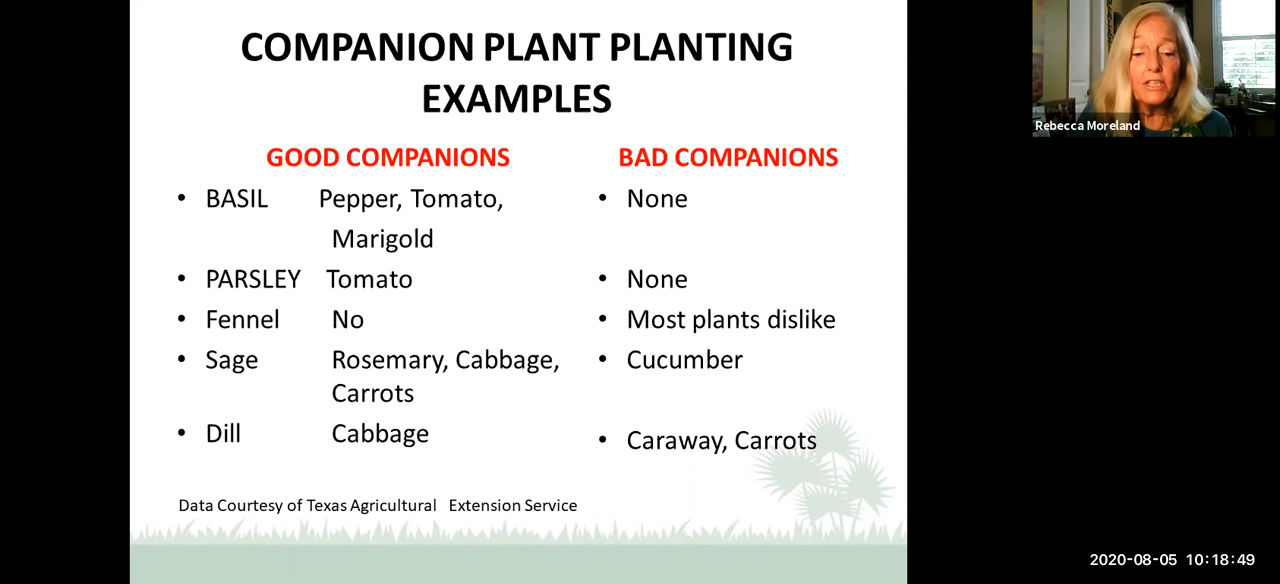 COMPANION PLANT PLANTING
EXAMPLES
GOOD COMPANIONS BAD COMPANIONS
• BASIL Pepper, Tomato, • None
Marigold
• PARSLEY Tomato • None
• Fennel No • Most plants dislike
• Sage Rosemary, Cabbage, • Cucumber
Carrots
• Dill Cabbage • Caraway, Carrots
Data Courtesy of Texas Agricultural Extension Service
Rebecca Moreland
2020-08-05 10:18:49